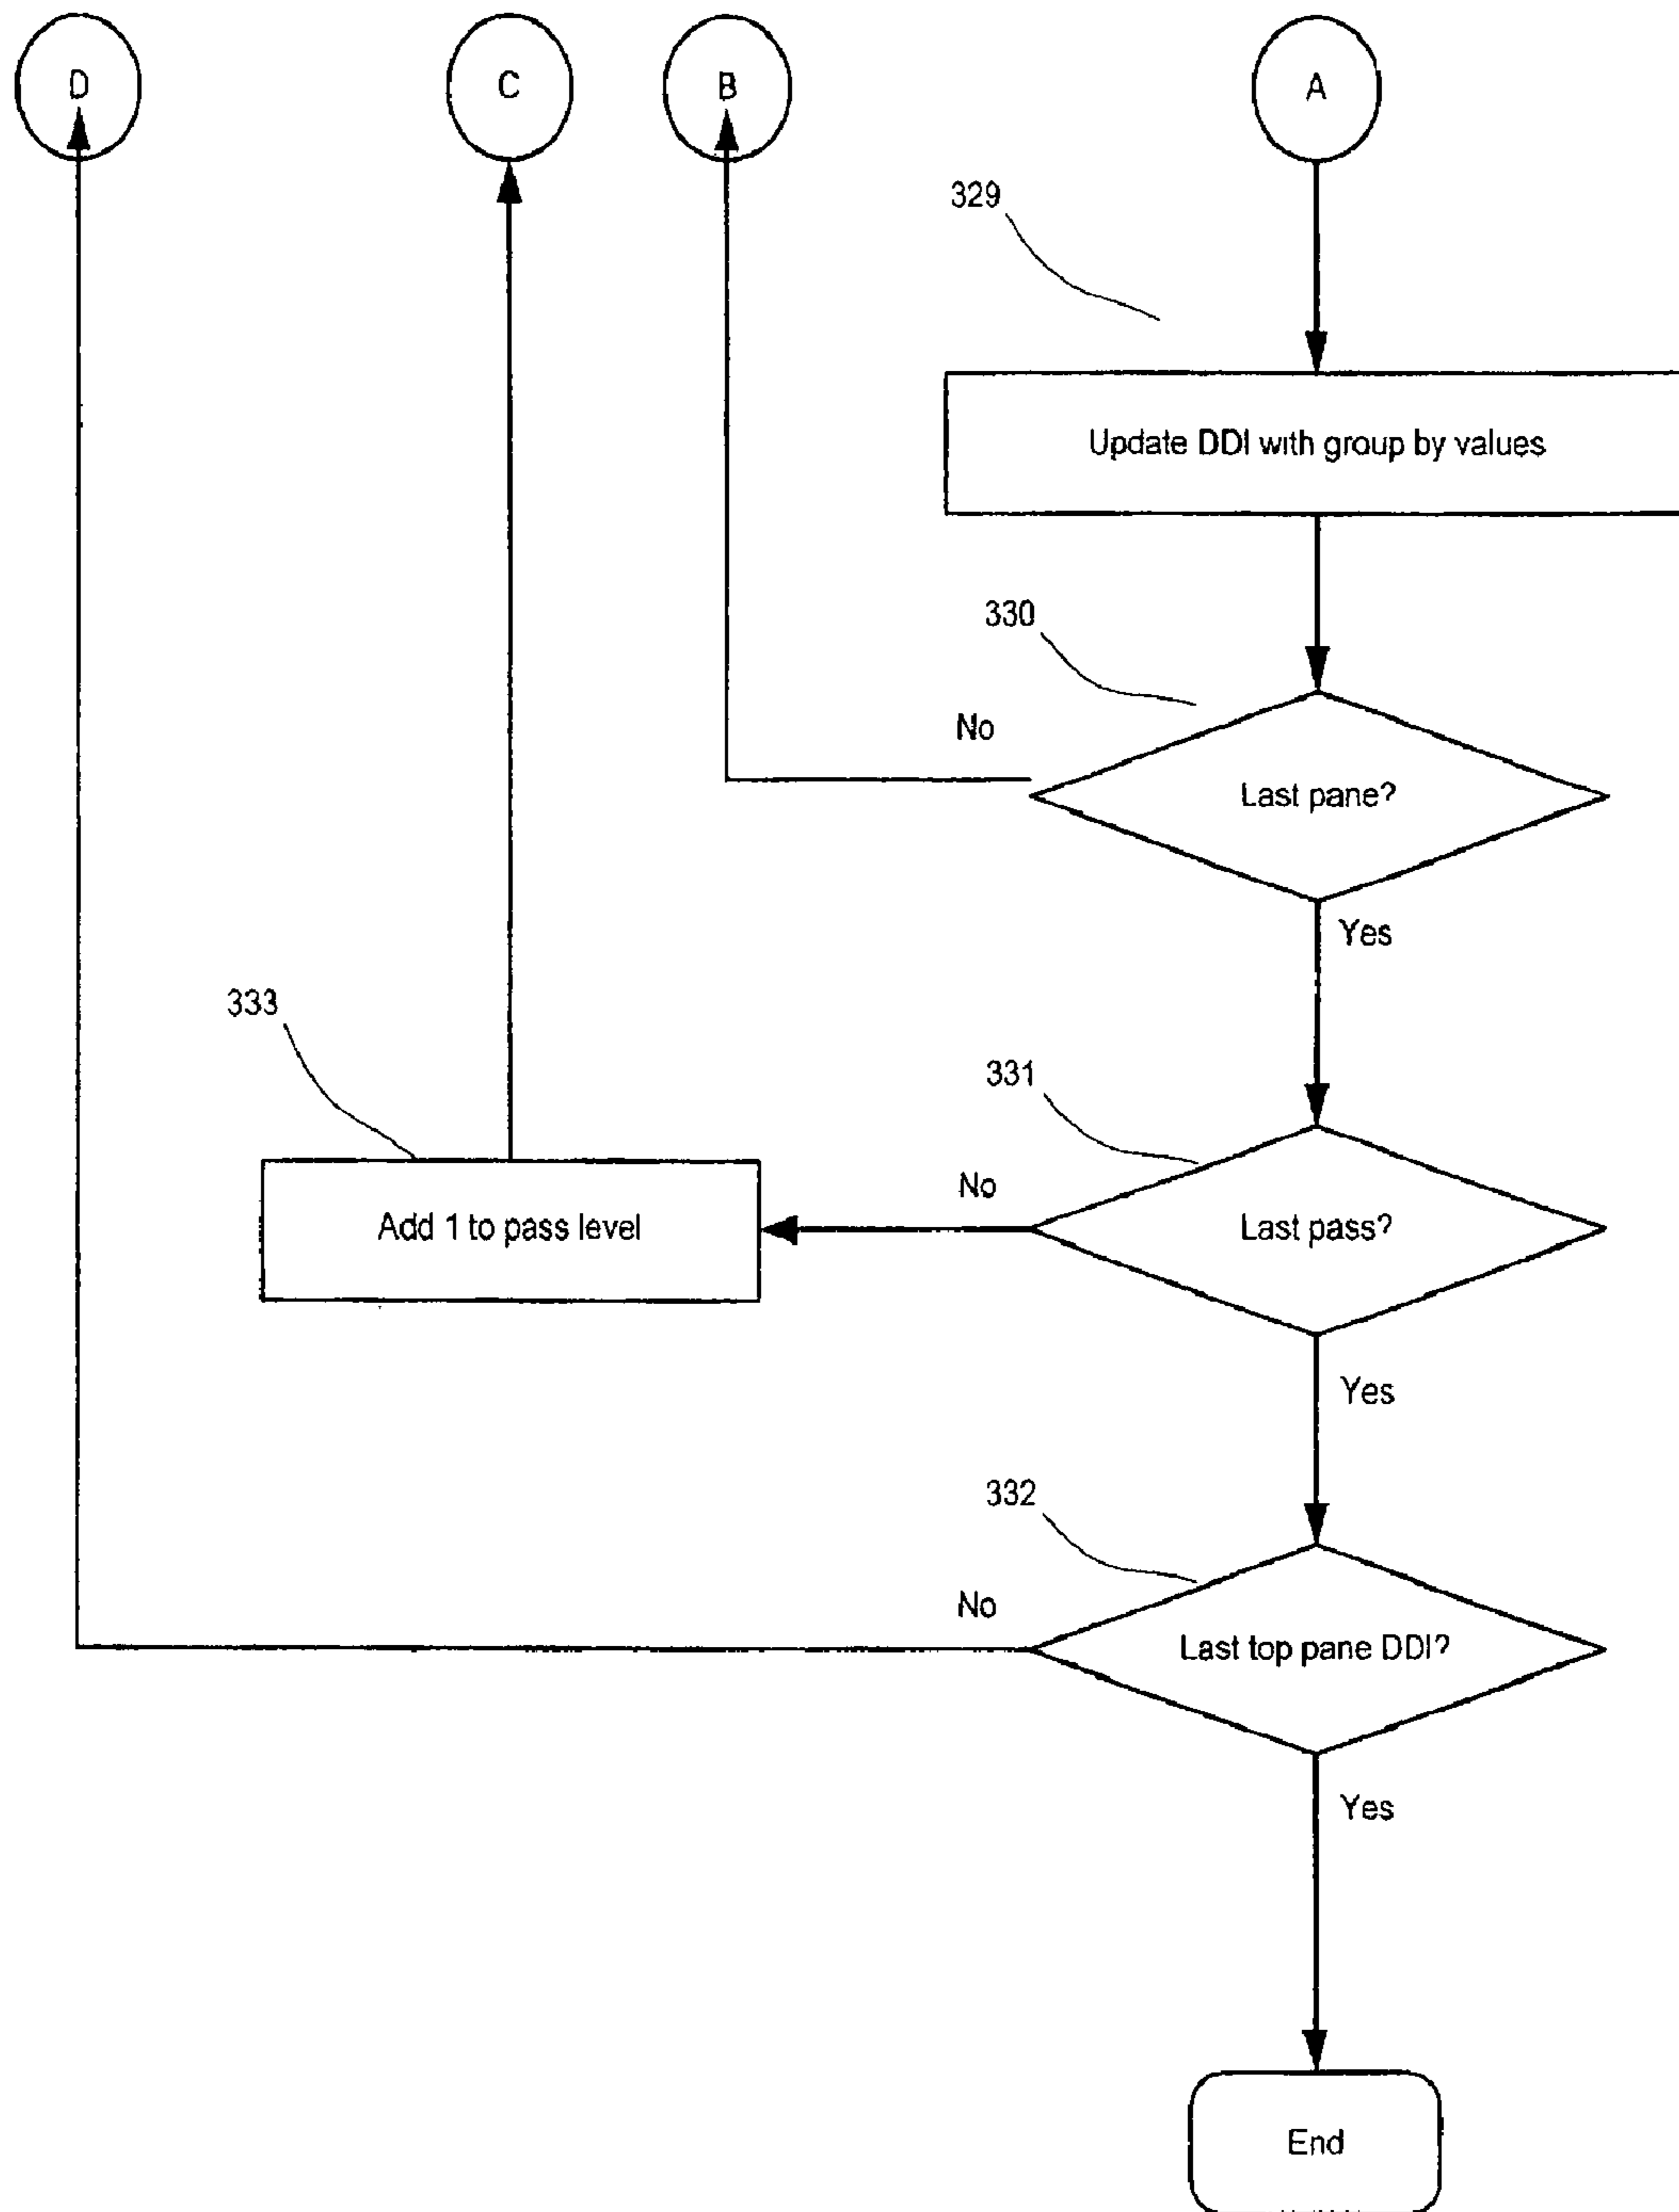 D
C
B
A
329
Update DDI with group by values
330
No
Last pane?
Yes
333
331
No
Add 1 to pass level
Last pass?
Yes
332
No
Last top pane DDI?
Yes
End